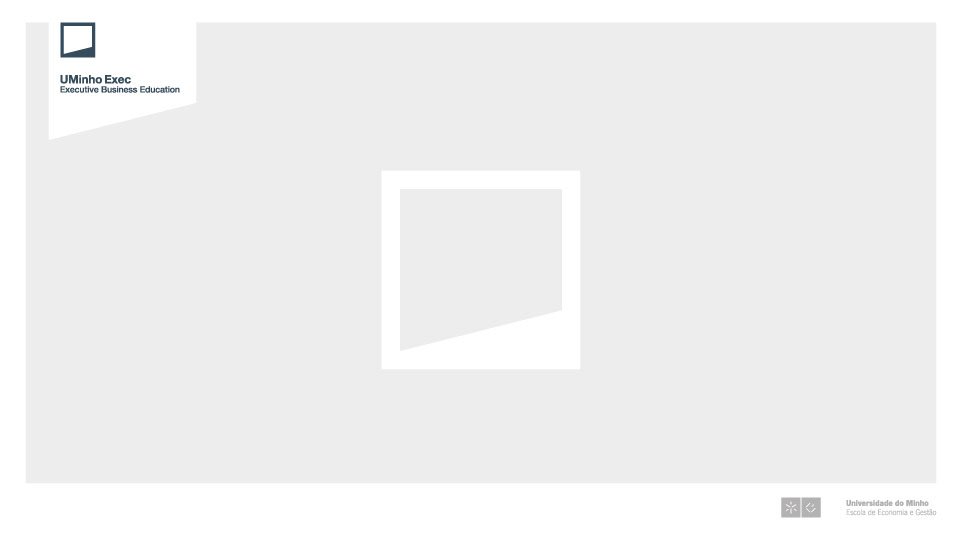 UMinho Exec
Executive Business Education
Universidade do Minho
Escola de Economia e Gestão